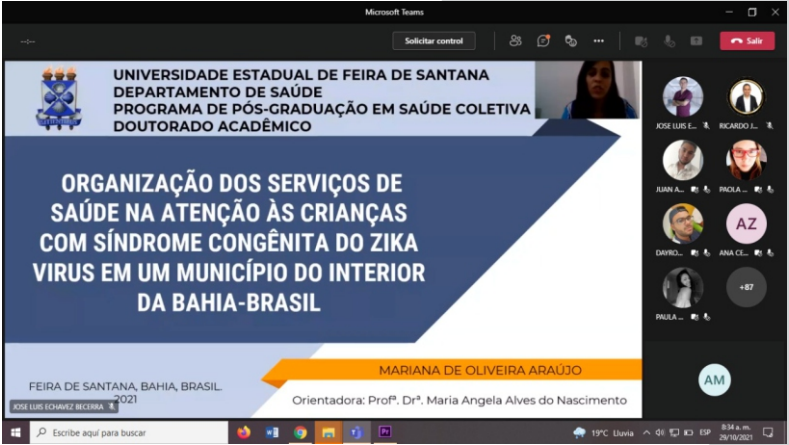 Microsoft Teams
--:--
Solicitar control
Salir
UNIVERSIDADE ESTADUAL DE FEIRA DE SANTANA
DEPARTAMENTO DE SAÚDE
PROGRAMA DE PÓS-GRADUAÇÃO EM SAÚDE COLETIVA
DOUTORADO ACADÊMICO
ORGANIZAÇÃO DOS SERVIÇOS DE
SAÚDE NA ATENÇÃO ÀS CRIANÇAS
COM SÍNDROME CONGÊNITA DO ZIKA
VIRUS EM UM MUNICÍPIO DO INTERIOR
DA BAHIA-BRASIL
MARIANA DE OLIVEIRA ARAÚJO
Orientadora: Profª. Drª. Maria Angela Alves do Nascimento
FEIRA DE SANTANA, BAHIA, BRASIL.
2021
JOSE LUIS ECHAVEZ BECERRA
JOSE LUIS E...
RICARDO J...
JUAN A...
PAOLA ...
DAYRO...
AZ
ANA CE...
PAULA ...
+87
AM
Escribe aquí para buscar
19°C Lluvia
ESP
8:34 a. m.
29/10/2021